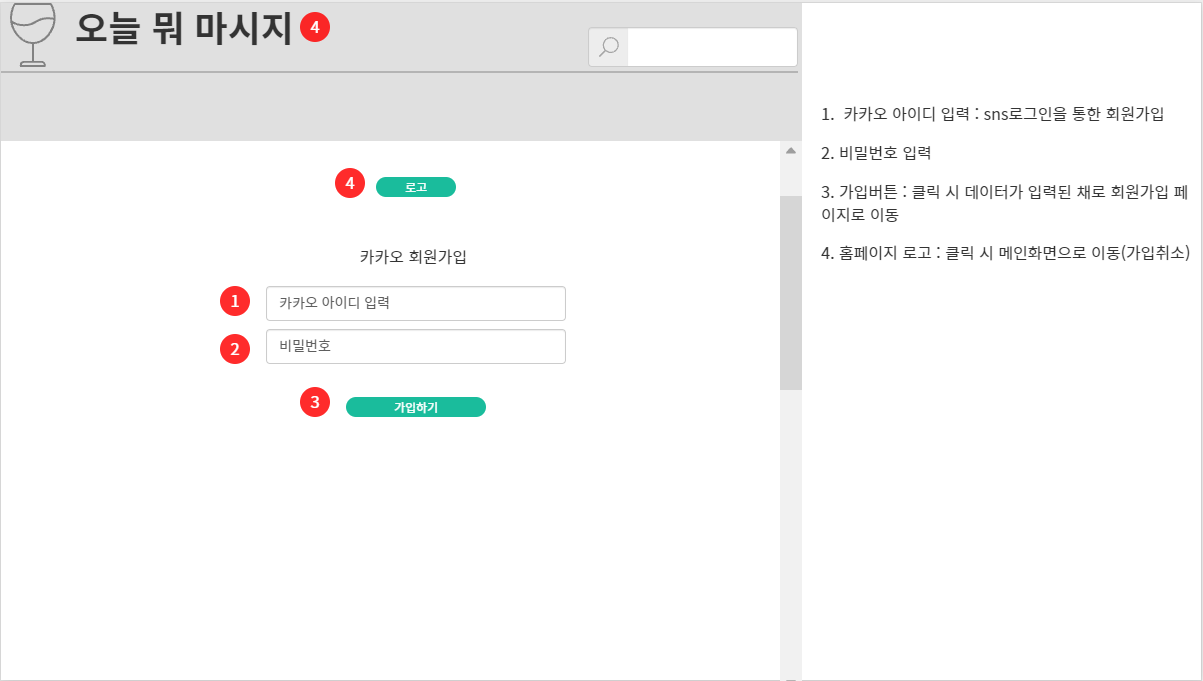 오늘 뭐 마시지 4
4 로고
카카오 회원가입
1 카카오 아이디 입력
2 비밀번호
3 가입하기
1. 카카오 아이디 입력 : sns로그인을 통한 회원가입
2. 비밀번호 입력
3. 가입버튼 : 클릭 시 데이터가 입력된 채로 회원가입 페
이지로 이동
4. 홈페이지 로고 : 클릭 시 메인화면으로 이동(가입취소)